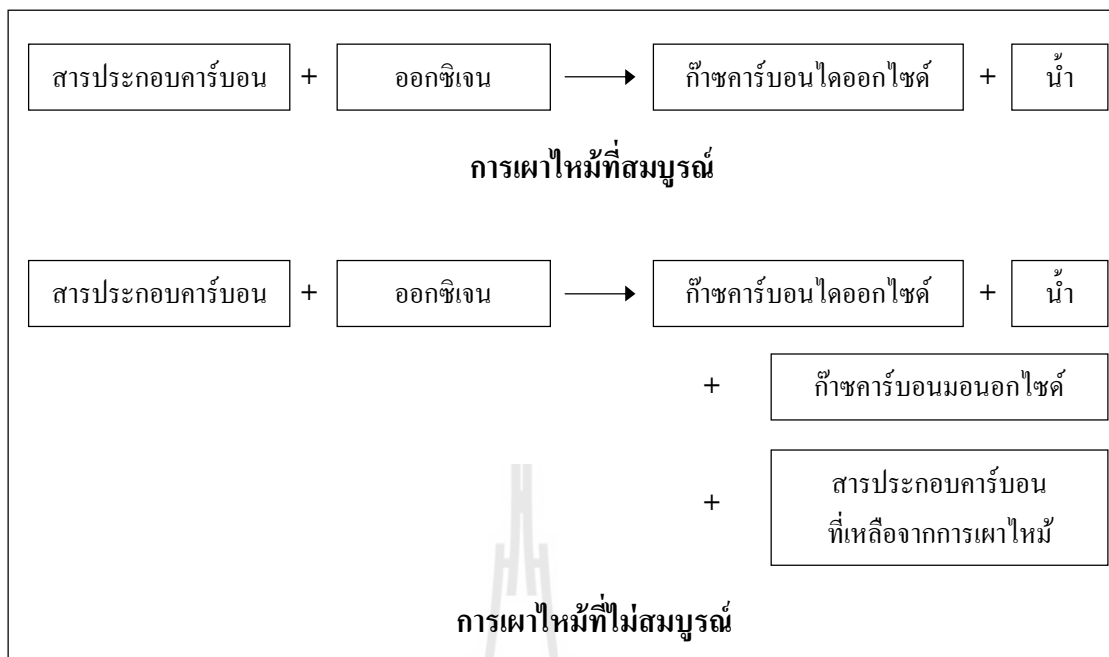 สารประกอบคาร์บอน + ออกซิเจน ⟶ ก๊าซคาร์บอนไดออกไซด์ + น้ำ
การเผาไหม้ที่สมบูรณ์
สารประกอบคาร์บอน + ออกซิเจน ⟶ ก๊าซคาร์บอนไดออกไซด์ + น้ำ
+ ก๊าซคาร์บอนมอนอกไซด์
+ สารประกอบคาร์บอน
ที่เหลือจากการเผาไหม้
การเผาไหม้ที่ไม่สมบูรณ์